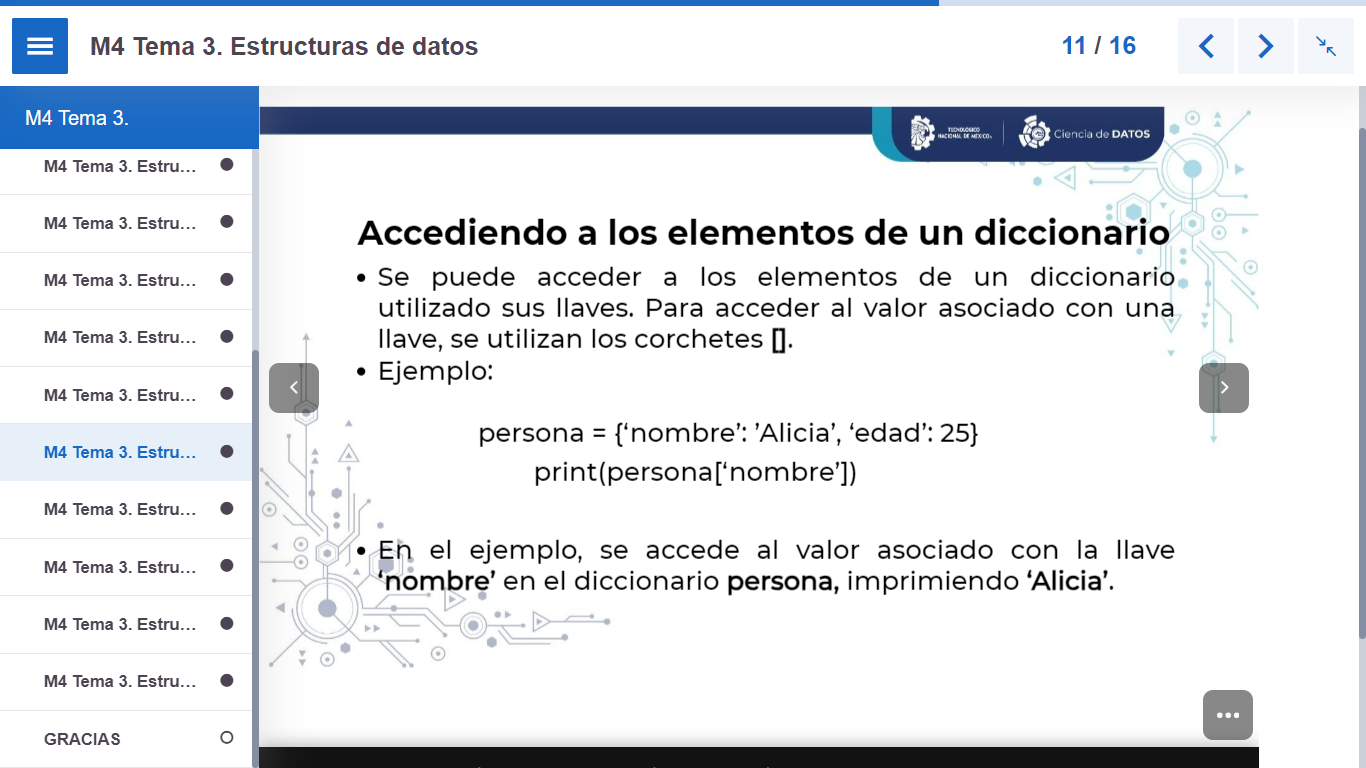 M4 Tema 3. Estructuras de datos
11 / 16
M4 Tema 3.
M4 Tema 3. Estru...
M4 Tema 3. Estru...
M4 Tema 3. Estru...
M4 Tema 3. Estru...
M4 Tema 3. Estru...
M4 Tema 3. Estru...
M4 Tema 3. Estru...
M4 Tema 3. Estru...
M4 Tema 3. Estru...
M4 Tema 3. Estru...
GRACIAS
TECNOLÓGICO
NACIONAL DE MÉXICO
Ciencia de DATOS
Accediendo a los elementos de un diccionario
• Se puede acceder a los elementos de un diccionario
utilizado sus llaves. Para acceder al valor asociado con una
llave, se utilizan los corchetes [].
• Ejemplo:
persona = {‘nombre’: ’Alicia’, ‘edad’: 25}
print(persona[‘nombre’])
• En el ejemplo, se accede al valor asociado con la llave
‘nombre’ en el diccionario persona, imprimiendo ‘Alicia’.